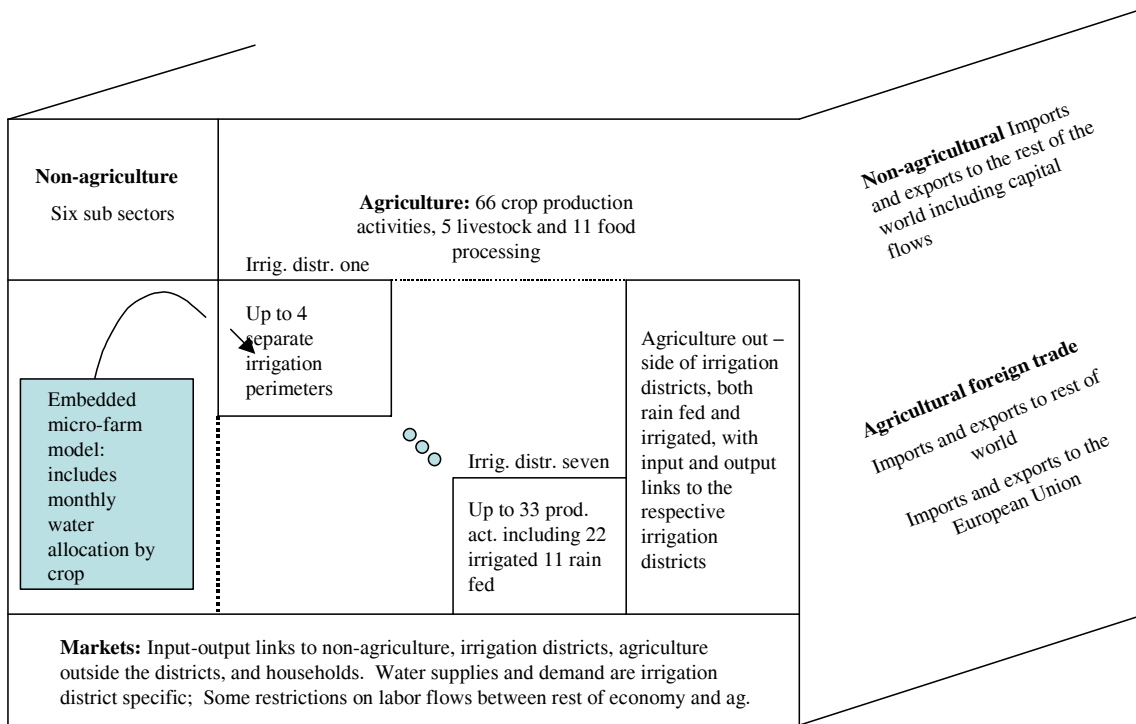 Non-agriculture
Six sub sectors
Agriculture: 66 crop production
activities, 5 livestock and 11 food
processing
Irrig. distr. one
Up to 4
separate
irrigation
perimeters
Embedded
micro-farm
model:
includes
monthly
water
allocation by
crop
Irrig. distr. seven
Up to 33 prod.
act. including 22
irrigated 11 rain
fed
Agriculture out –
side of irrigation
districts, both
rain fed and
irrigated, with
input and output
links to the
respective
irrigation
districts
Markets: Input-output links to non-agriculture, irrigation districts, agriculture
outside the districts, and households.  Water supplies and demand are irrigation
district specific;  Some restrictions on labor flows between rest of economy and ag.
Non-agricultural Imports
and exports to the rest of the
world including capital
flows
Agricultural foreign trade
Imports and exports to rest of
world
Imports and exports to the
European Union